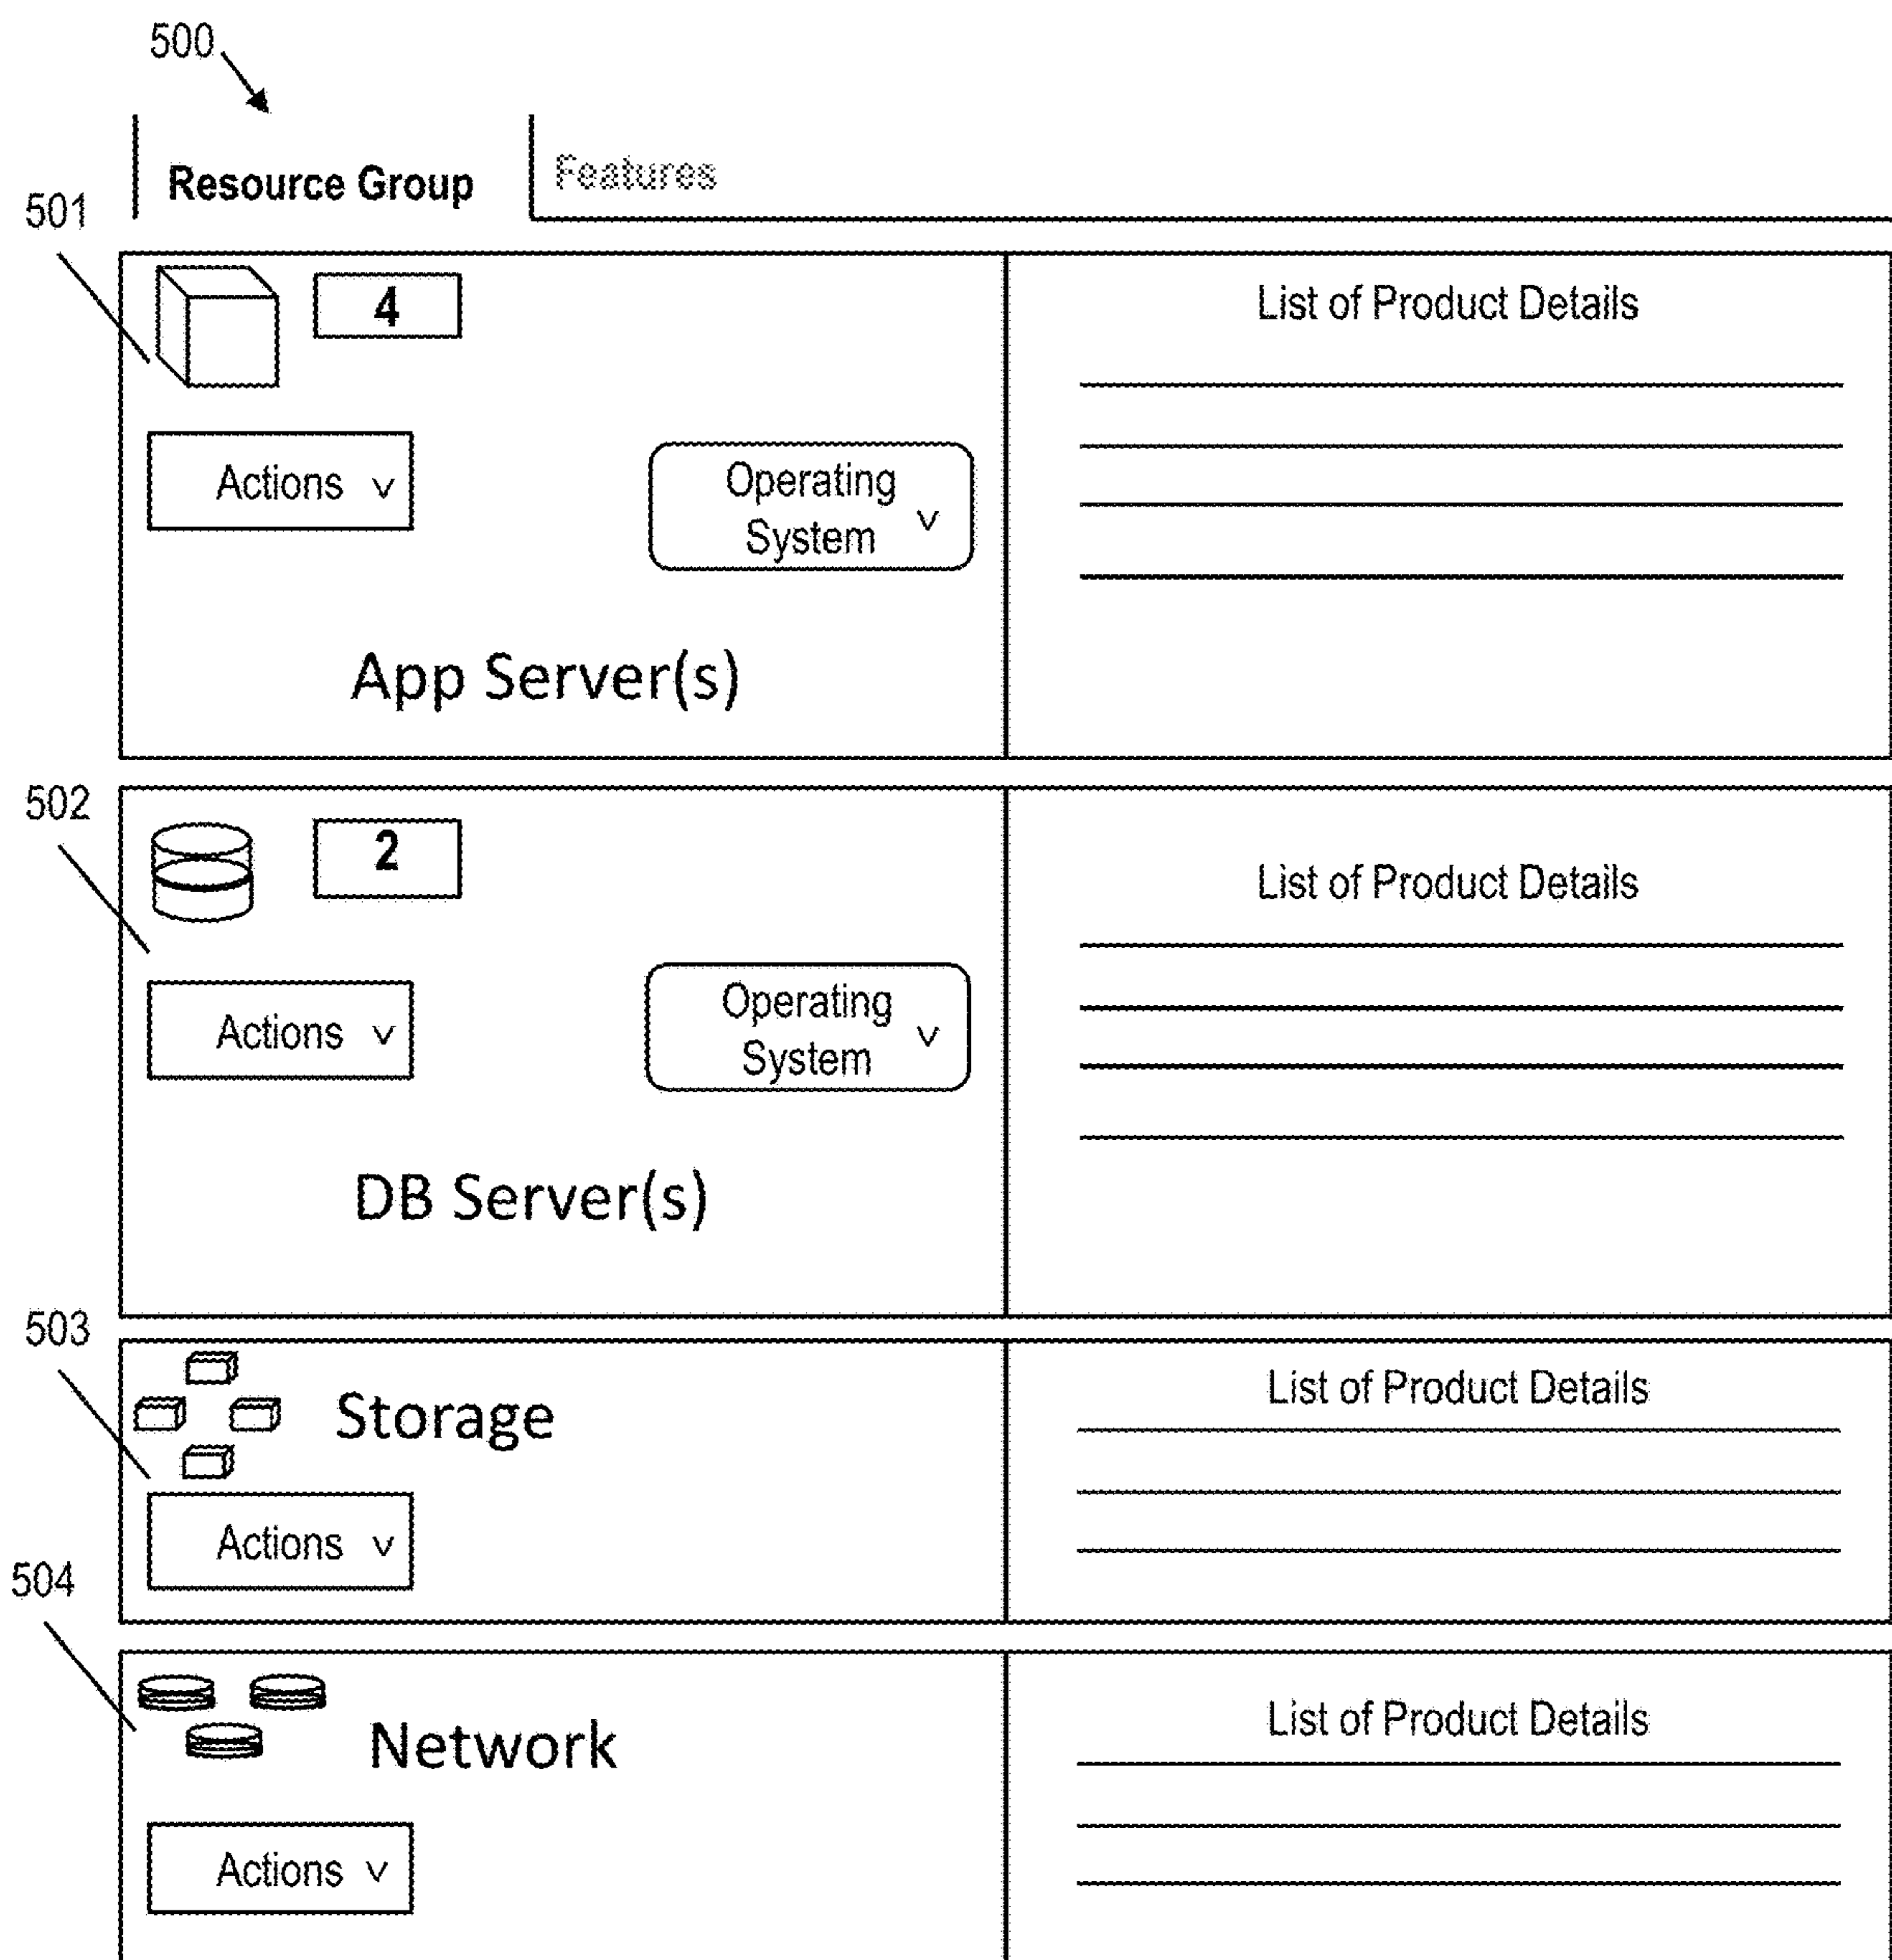 500
Resource Group
Features
501
4
List of Product Details
Actions v
Operating
System v
App Server(s)
502
2
List of Product Details
Actions v
Operating
System v
DB Server(s)
503
Storage
List of Product Details
Actions v
504
Network
List of Product Details
Actions v